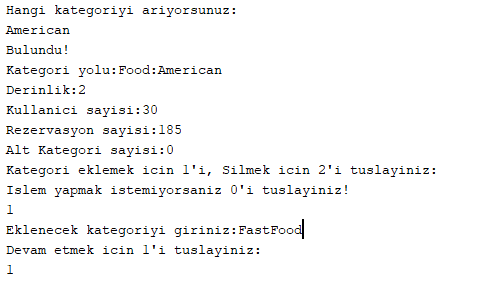 Hangi kategoriyi ariyorsunuz:
American
Bulundu!
Kategori yolu:Food:American
Derinlik:2
Kullanici sayisi:30
Rezervasyon sayisi:185
Alt Kategori sayisi:0
Kategori eklemek icin 1'i, Silmek icin 2'i tuslayiniz:
Islem yapmak istemiyorsaniz 0'i tuslayiniz!
1
Eklenecek kategoriyi giriniz:FastFood
Devam etmek icin 1'i tuslayiniz:
1